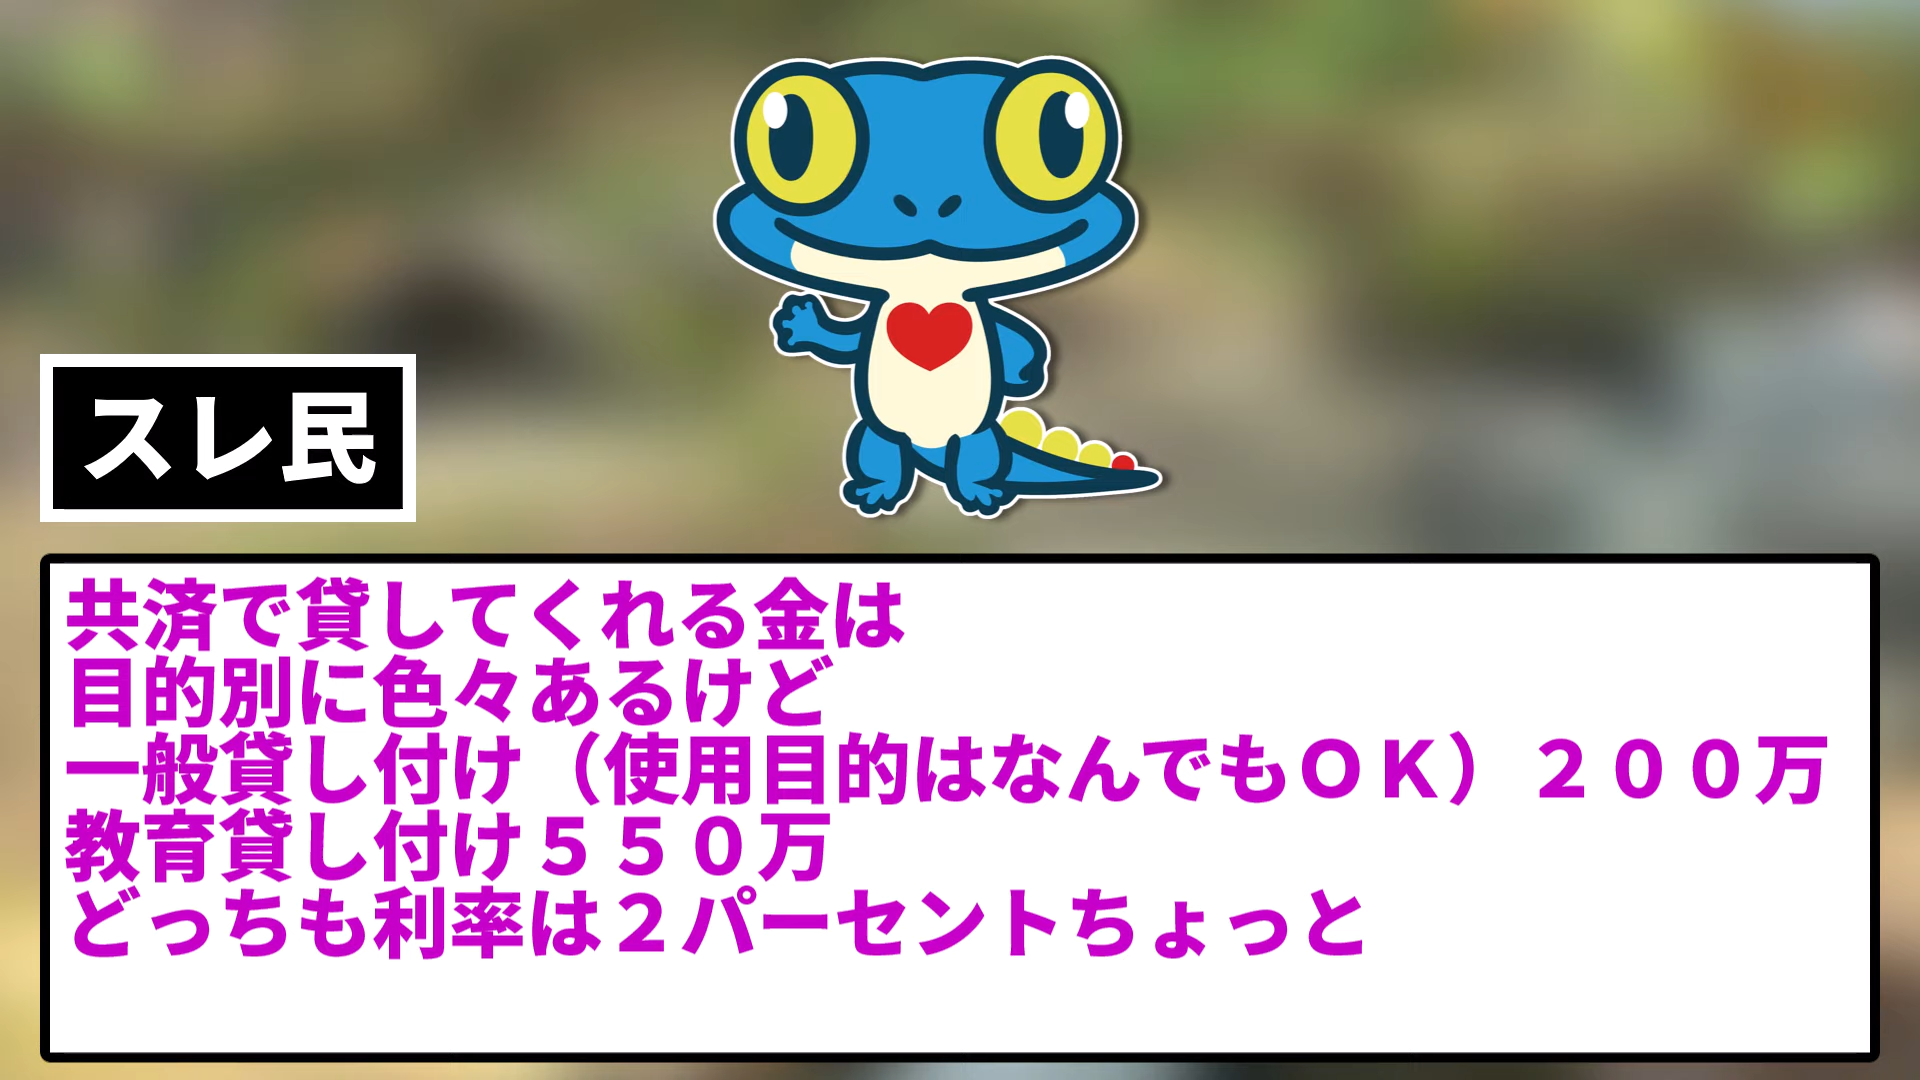 スレ民
共済で貸してくれる金は
目的別に色々あるけど
一般貸し付け（使用目的はなんでもＯＫ）２００万
教育貸し付け５５０万
どっちも利率は２パーセントちょっと